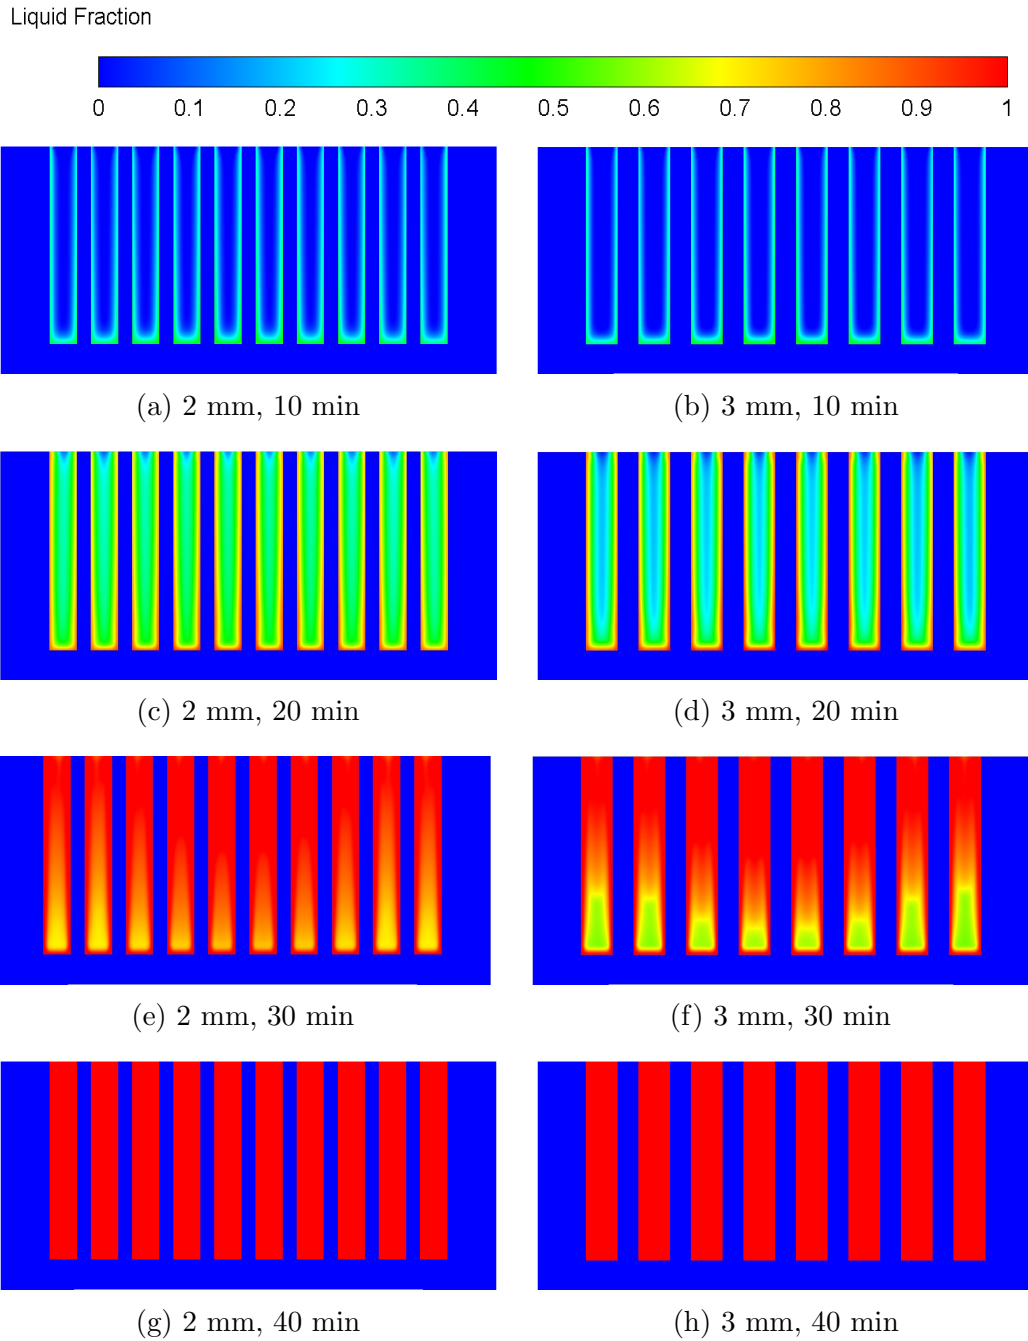 Liquid Fraction
0 0.1 0.2 0.3 0.4 0.5 0.6 0.7 0.8 0.9 1
(a) 2 mm, 10 min
(b) 3 mm, 10 min
(c) 2 mm, 20 min
(d) 3 mm, 20 min
(e) 2 mm, 30 min
(f) 3 mm, 30 min
(g) 2 mm, 40 min
(h) 3 mm, 40 min